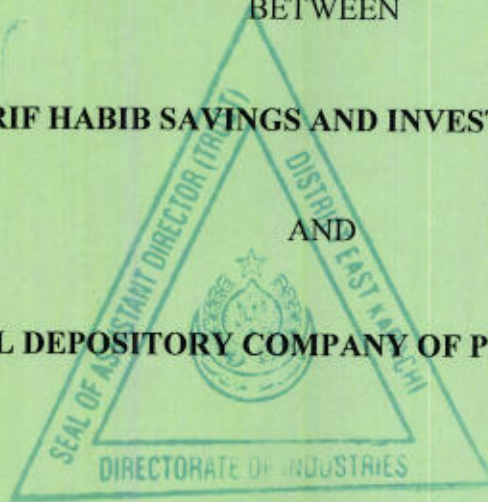 BETWEEN
RIF HABIB SAVINGS AND INVEST
AND
L DEPOSITORY COMPANY OF P
SEAL OF ASSISTANT DIRECTOR (TRUST)
DISTRICT EAST KARACHI
DIRECTORATE OF INDUSTRIES